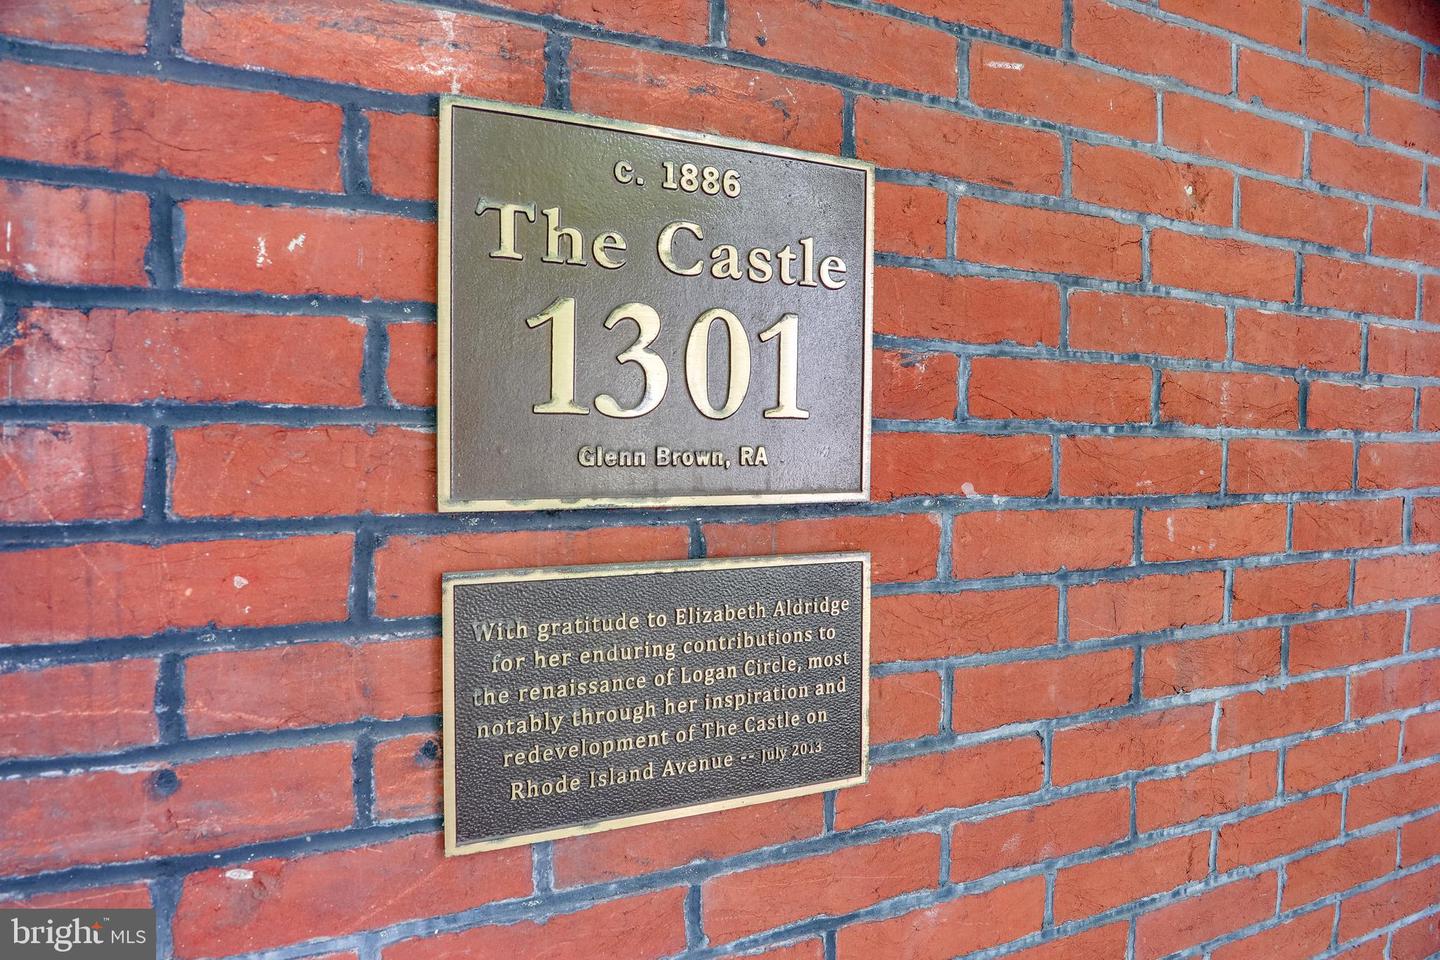 c. 1886
The Castle
1301
Glenn Brown, RA
With gratitude to Elizabeth Aldridge
for her enduring contributions to
the renaissance of Logan Circle, most
notably through her inspiration and
redevelopment of The Castle on
Rhode Island Avenue -- July 2013
bright™ MLS